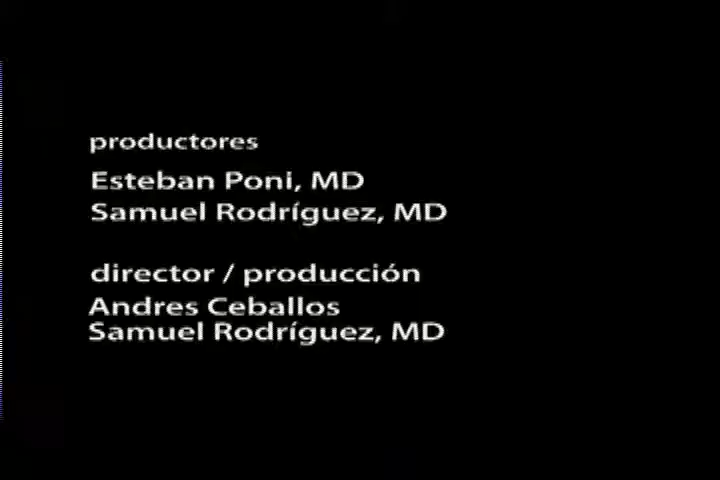 productores
Esteban Poni, MD
Samuel Rodríguez, MD
director / producción
Andres Ceballos
Samuel Rodríguez, MD